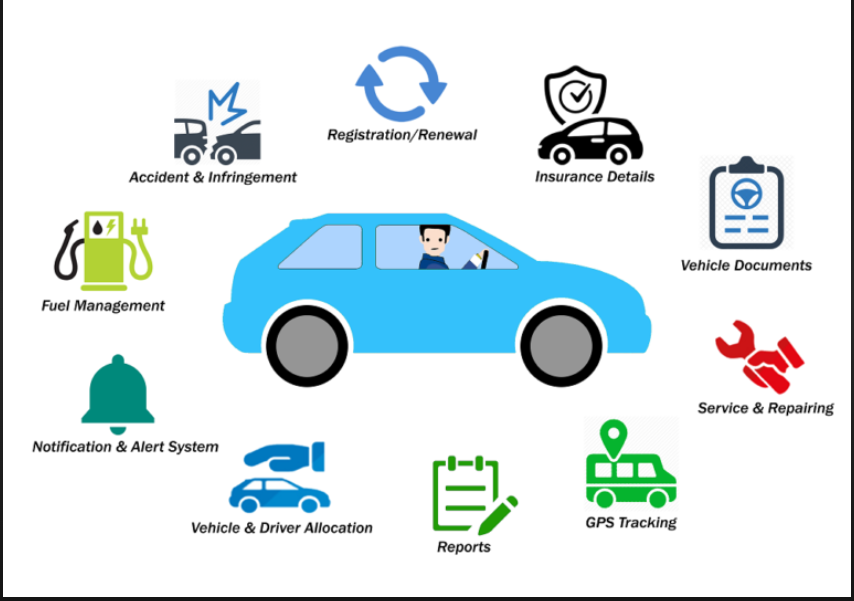 Registration/Renewal
Accident & Infringement
Insurance Details
Vehicle Documents
Fuel Management
Service & Repairing
Notification & Alert System
Vehicle & Driver Allocation
GPS Tracking
Reports